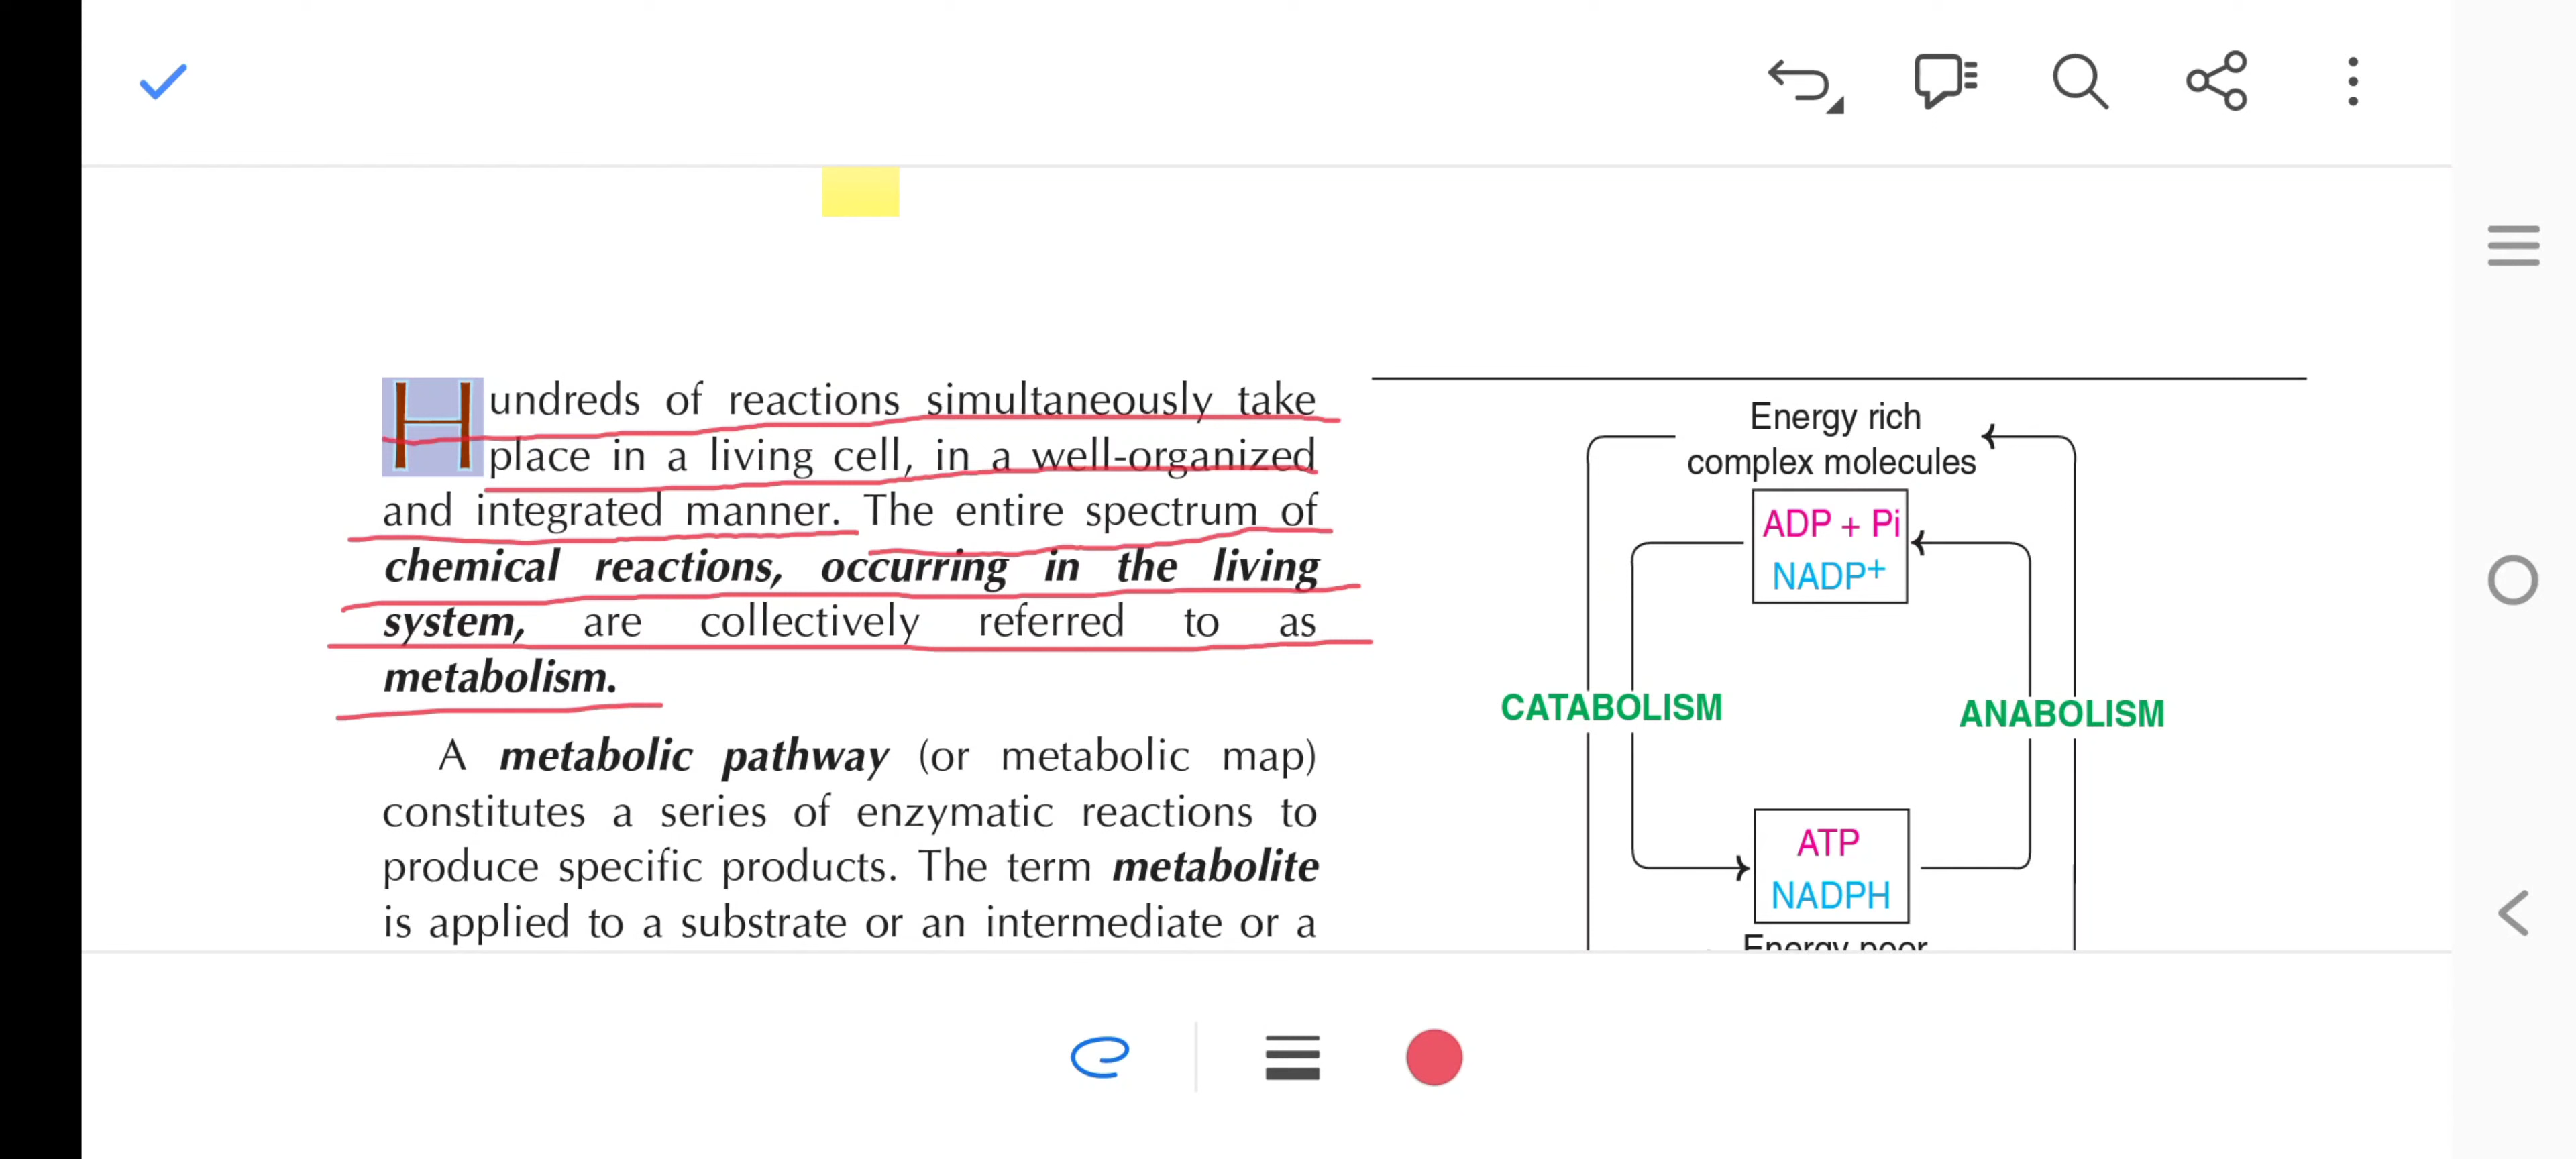 Hundreds of reactions simultaneously take
place in a living cell, in a well-organized
and integrated manner. The entire spectrum of
chemical reactions, occurring in the living
system, are collectively referred to as
metabolism.
A metabolic pathway (or metabolic map)
constitutes a series of enzymatic reactions to
produce specific products. The term metabolite
is applied to a substrate or an intermediate or a
Energy rich
complex molecules
ADP + Pi
NADP+
CATABOLISM
ANABOLISM
ATP
NADPH
Energy poor